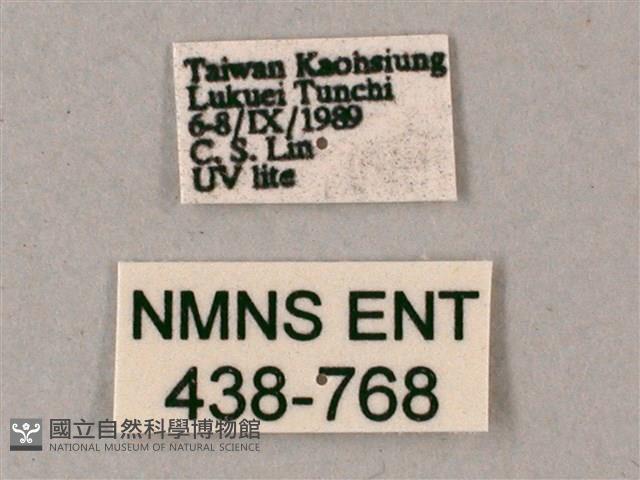 Taiwan Kaohsiung
Lukuei Tunchi
6-8/IX/1989
C. S. Lin
UV lite
NMNS ENT
438-768
國立自然科學博物館
NATIONAL MUSEUM OF NATURAL SCIENCE